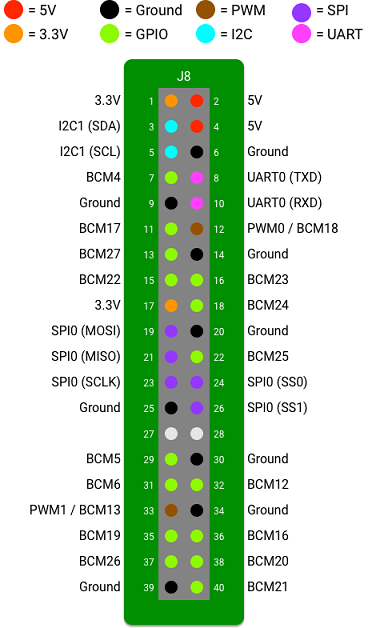 = 5V = Ground = PWM = SPI
= 3.3V = GPIO = I2C = UART
J8
3.3V 1 2 5V
I2C1 (SDA) 3 4 5V
I2C1 (SCL) 5 6 Ground
BCM4 7 8 UART0 (TXD)
Ground 9 10 UART0 (RXD)
BCM17 11 12 PWM0 / BCM18
BCM27 13 14 Ground
BCM22 15 16 BCM23
3.3V 17 18 BCM24
SPI0 (MOSI) 19 20 Ground
SPI0 (MISO) 21 22 BCM25
SPI0 (SCLK) 23 24 SPI0 (SS0)
Ground 25 26 SPI0 (SS1)
27 28
BCM5 29 30 Ground
BCM6 31 32 BCM12
PWM1 / BCM13 33 34 Ground
BCM19 35 36 BCM16
BCM26 37 38 BCM20
Ground 39 40 BCM21